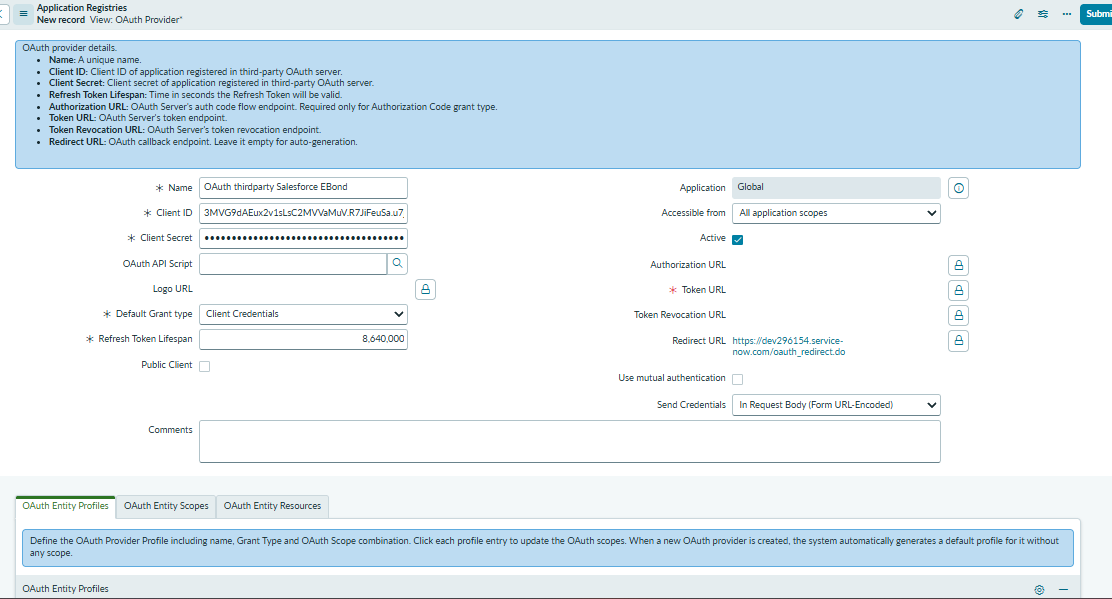 Application Registries
New record View: OAuth Provider*
Submi
OAuth provider details.
• Name: A unique name.
• Client ID: Client ID of application registered in third-party OAuth server.
• Client Secret: Client secret of application registered in third-party OAuth server.
• Refresh Token Lifespan: Time in seconds the Refresh Token will be valid.
• Authorization URL: OAuth Server's auth code flow endpoint. Required only for Authorization Code grant type.
• Token URL: OAuth Server's token endpoint.
• Token Revocation URL: OAuth Server's token revocation endpoint.
• Redirect URL: OAuth callback endpoint. Leave it empty for auto-generation.
Name OAuth thirdparty Salesforce EBond
Application Global
Client ID 3MVG9dAEux2v1sLsC2MVVaMuV.R7JiFeuSa.u7
Accessible from All application scopes
Client Secret
Active
OAuth API Script
Authorization URL
Logo URL
Token URL
Default Grant type Client Credentials
Token Revocation URL
Refresh Token Lifespan 8,640,000
Redirect URL https://dev296154.service-
now.com/oauth_redirect.do
Public Client
Use mutual authentication
Send Credentials In Request Body (Form URL-Encoded)
Comments
OAuth Entity Profiles OAuth Entity Scopes OAuth Entity Resources
Define the OAuth Provider Profile including name, Grant Type and OAuth Scope combination. Click each profile entry to update the OAuth scopes. When a new OAuth provider is created, the system automatically generates a default profile for it without
any scope.
OAuth Entity Profiles